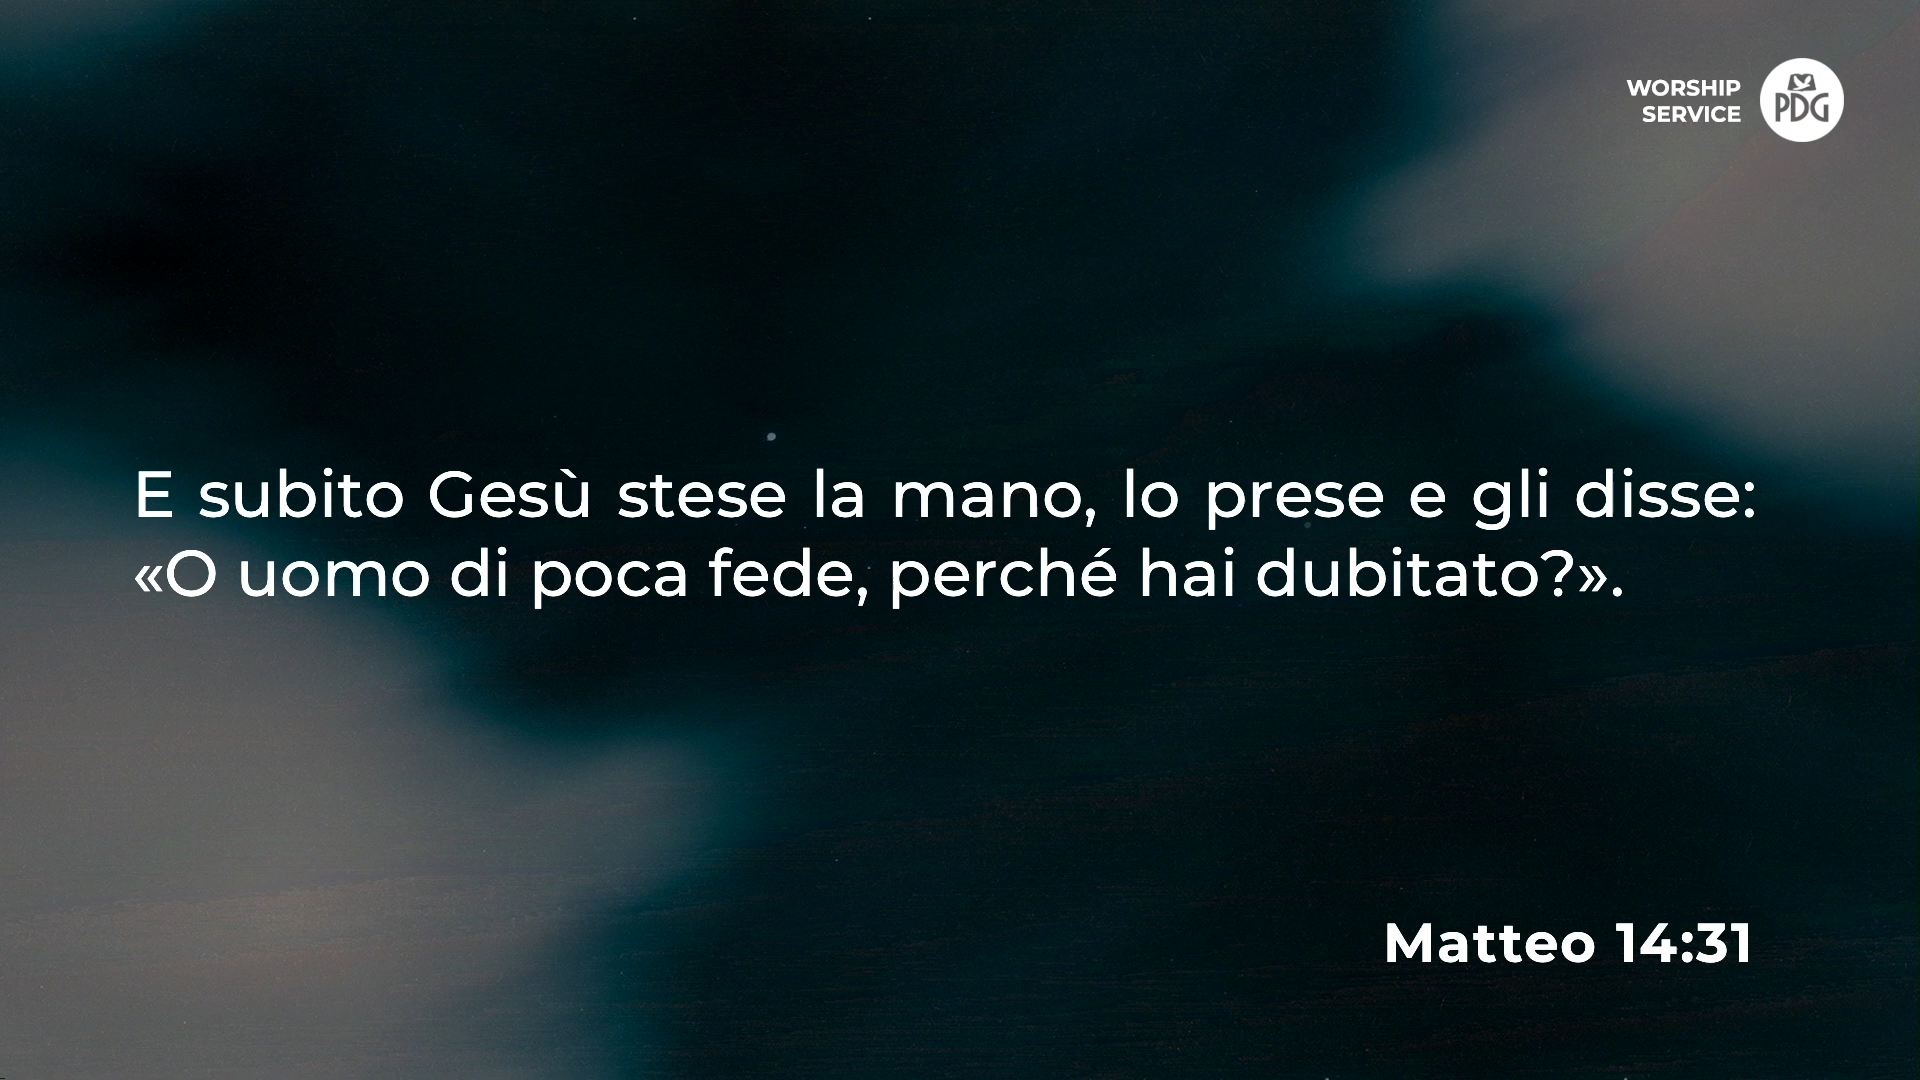 WORSHIP
SERVICE
PDG
E subito Gesù stese la mano, lo prese e gli disse:
«O uomo di poca fede, perché hai dubitato?».
Matteo 14:31